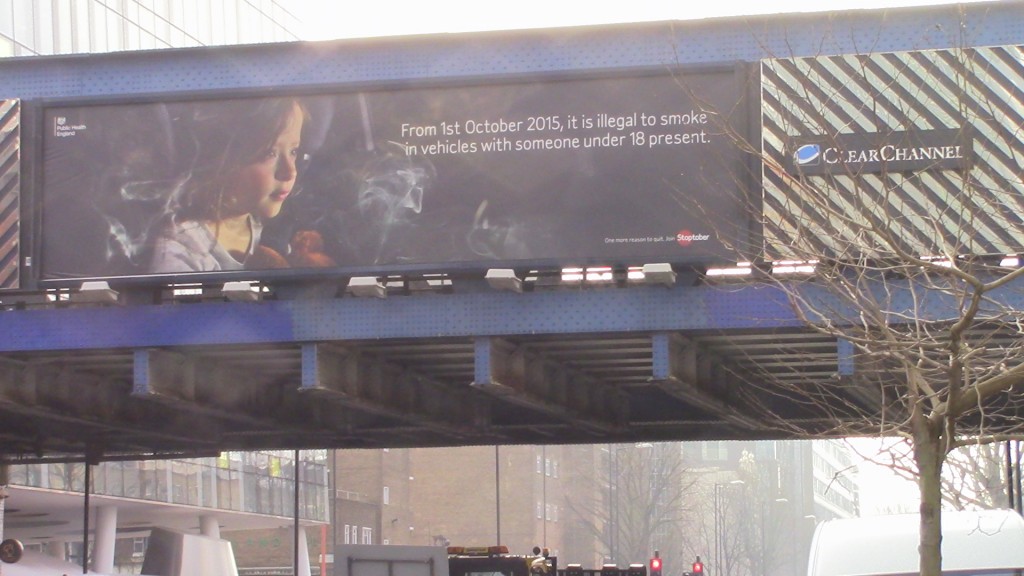 Public Health
England
From 1st October 2015, it is illegal to smoke
in vehicles with someone under 18 present.
CLEARCHANNEL
One more reason to quit. Join Stoptober